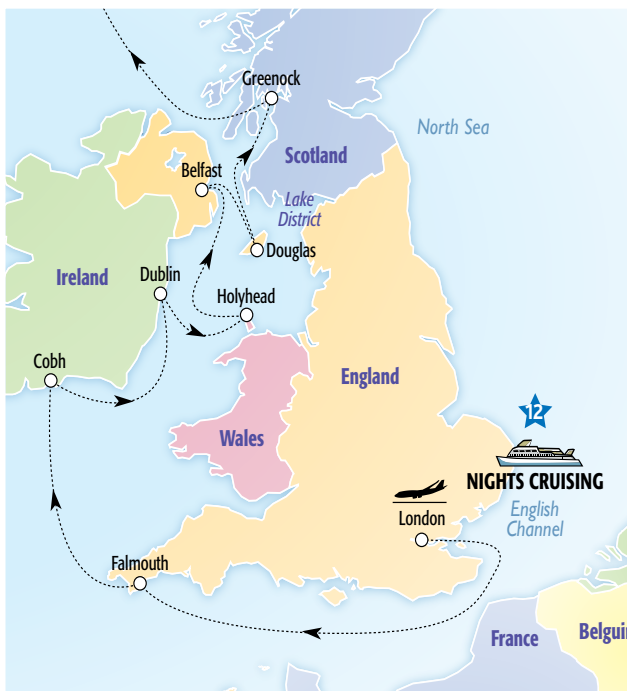 Greenock
North Sea
Scotland
Belfast
Lake
District
Douglas
Dublin
Ireland
Holyhead
Cobh
England
12
Wales
NIGHTS CRUISING
English
Channel
London
Falmouth
France
Belgui